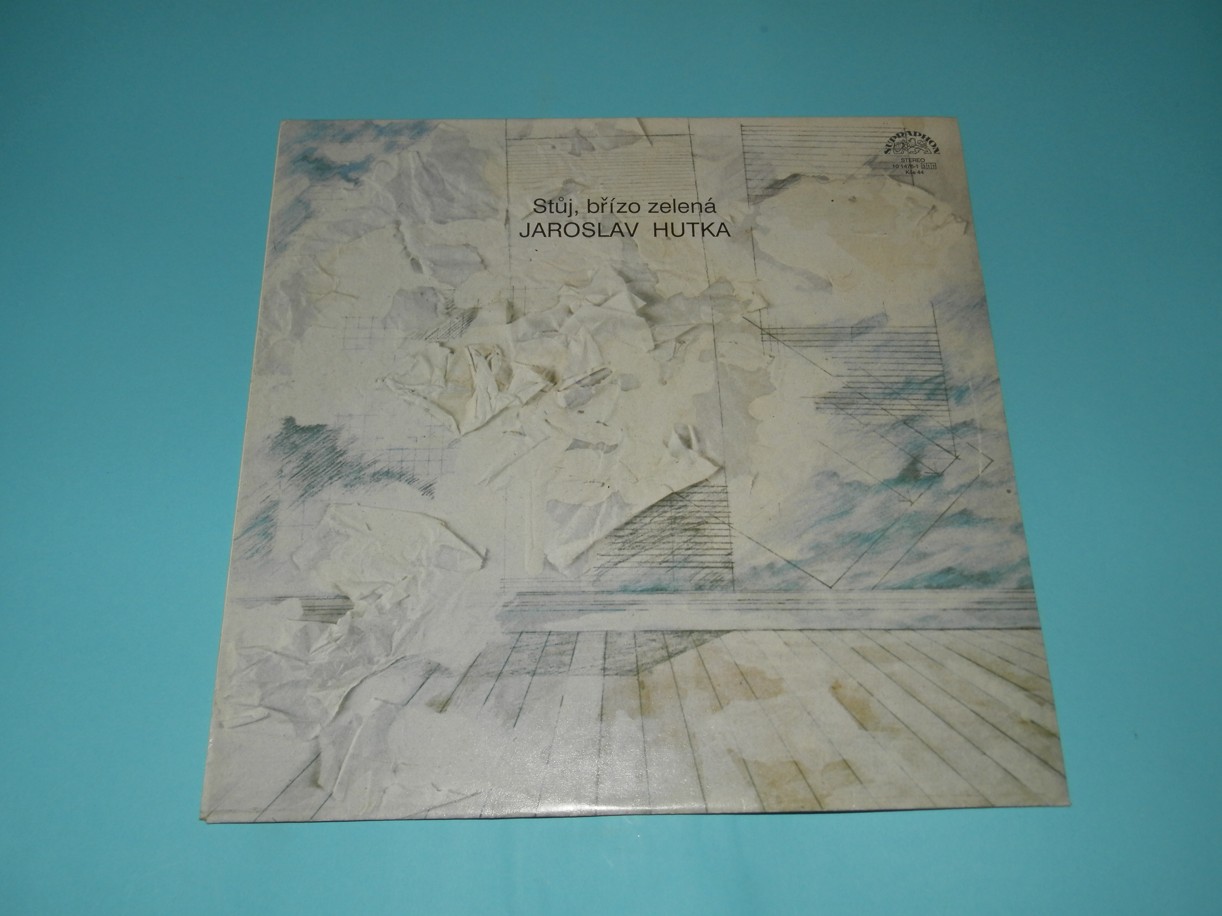 SUPRAPHON
STEREO
Stůj, břízo zelená
JAROSLAV HUTKA